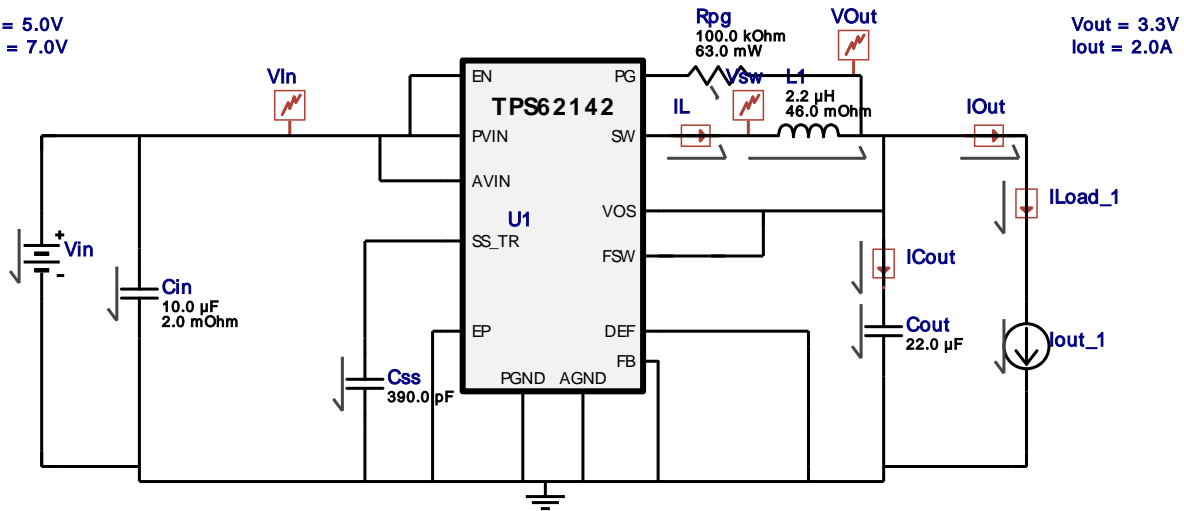 = 5.0V
= 7.0V
Rpg
100.0 kOhm
63.0 mW
VOut
Vout = 3.3V
Iout = 2.0A
VIn
EN
PG
Vsw
L1
2.2 µH
46.0 mOhm
TPS62142
IL
IOut
PVIN
SW
AVIN
ILoad_1
U1
VOS
SS_TR
FSW
Vin
+
-
ICout
Cin
10.0 µF
2.0 mOhm
EP
DEF
Cout
22.0 µF
Iout_1
FB
Css
390.0 pF
PGND
AGND